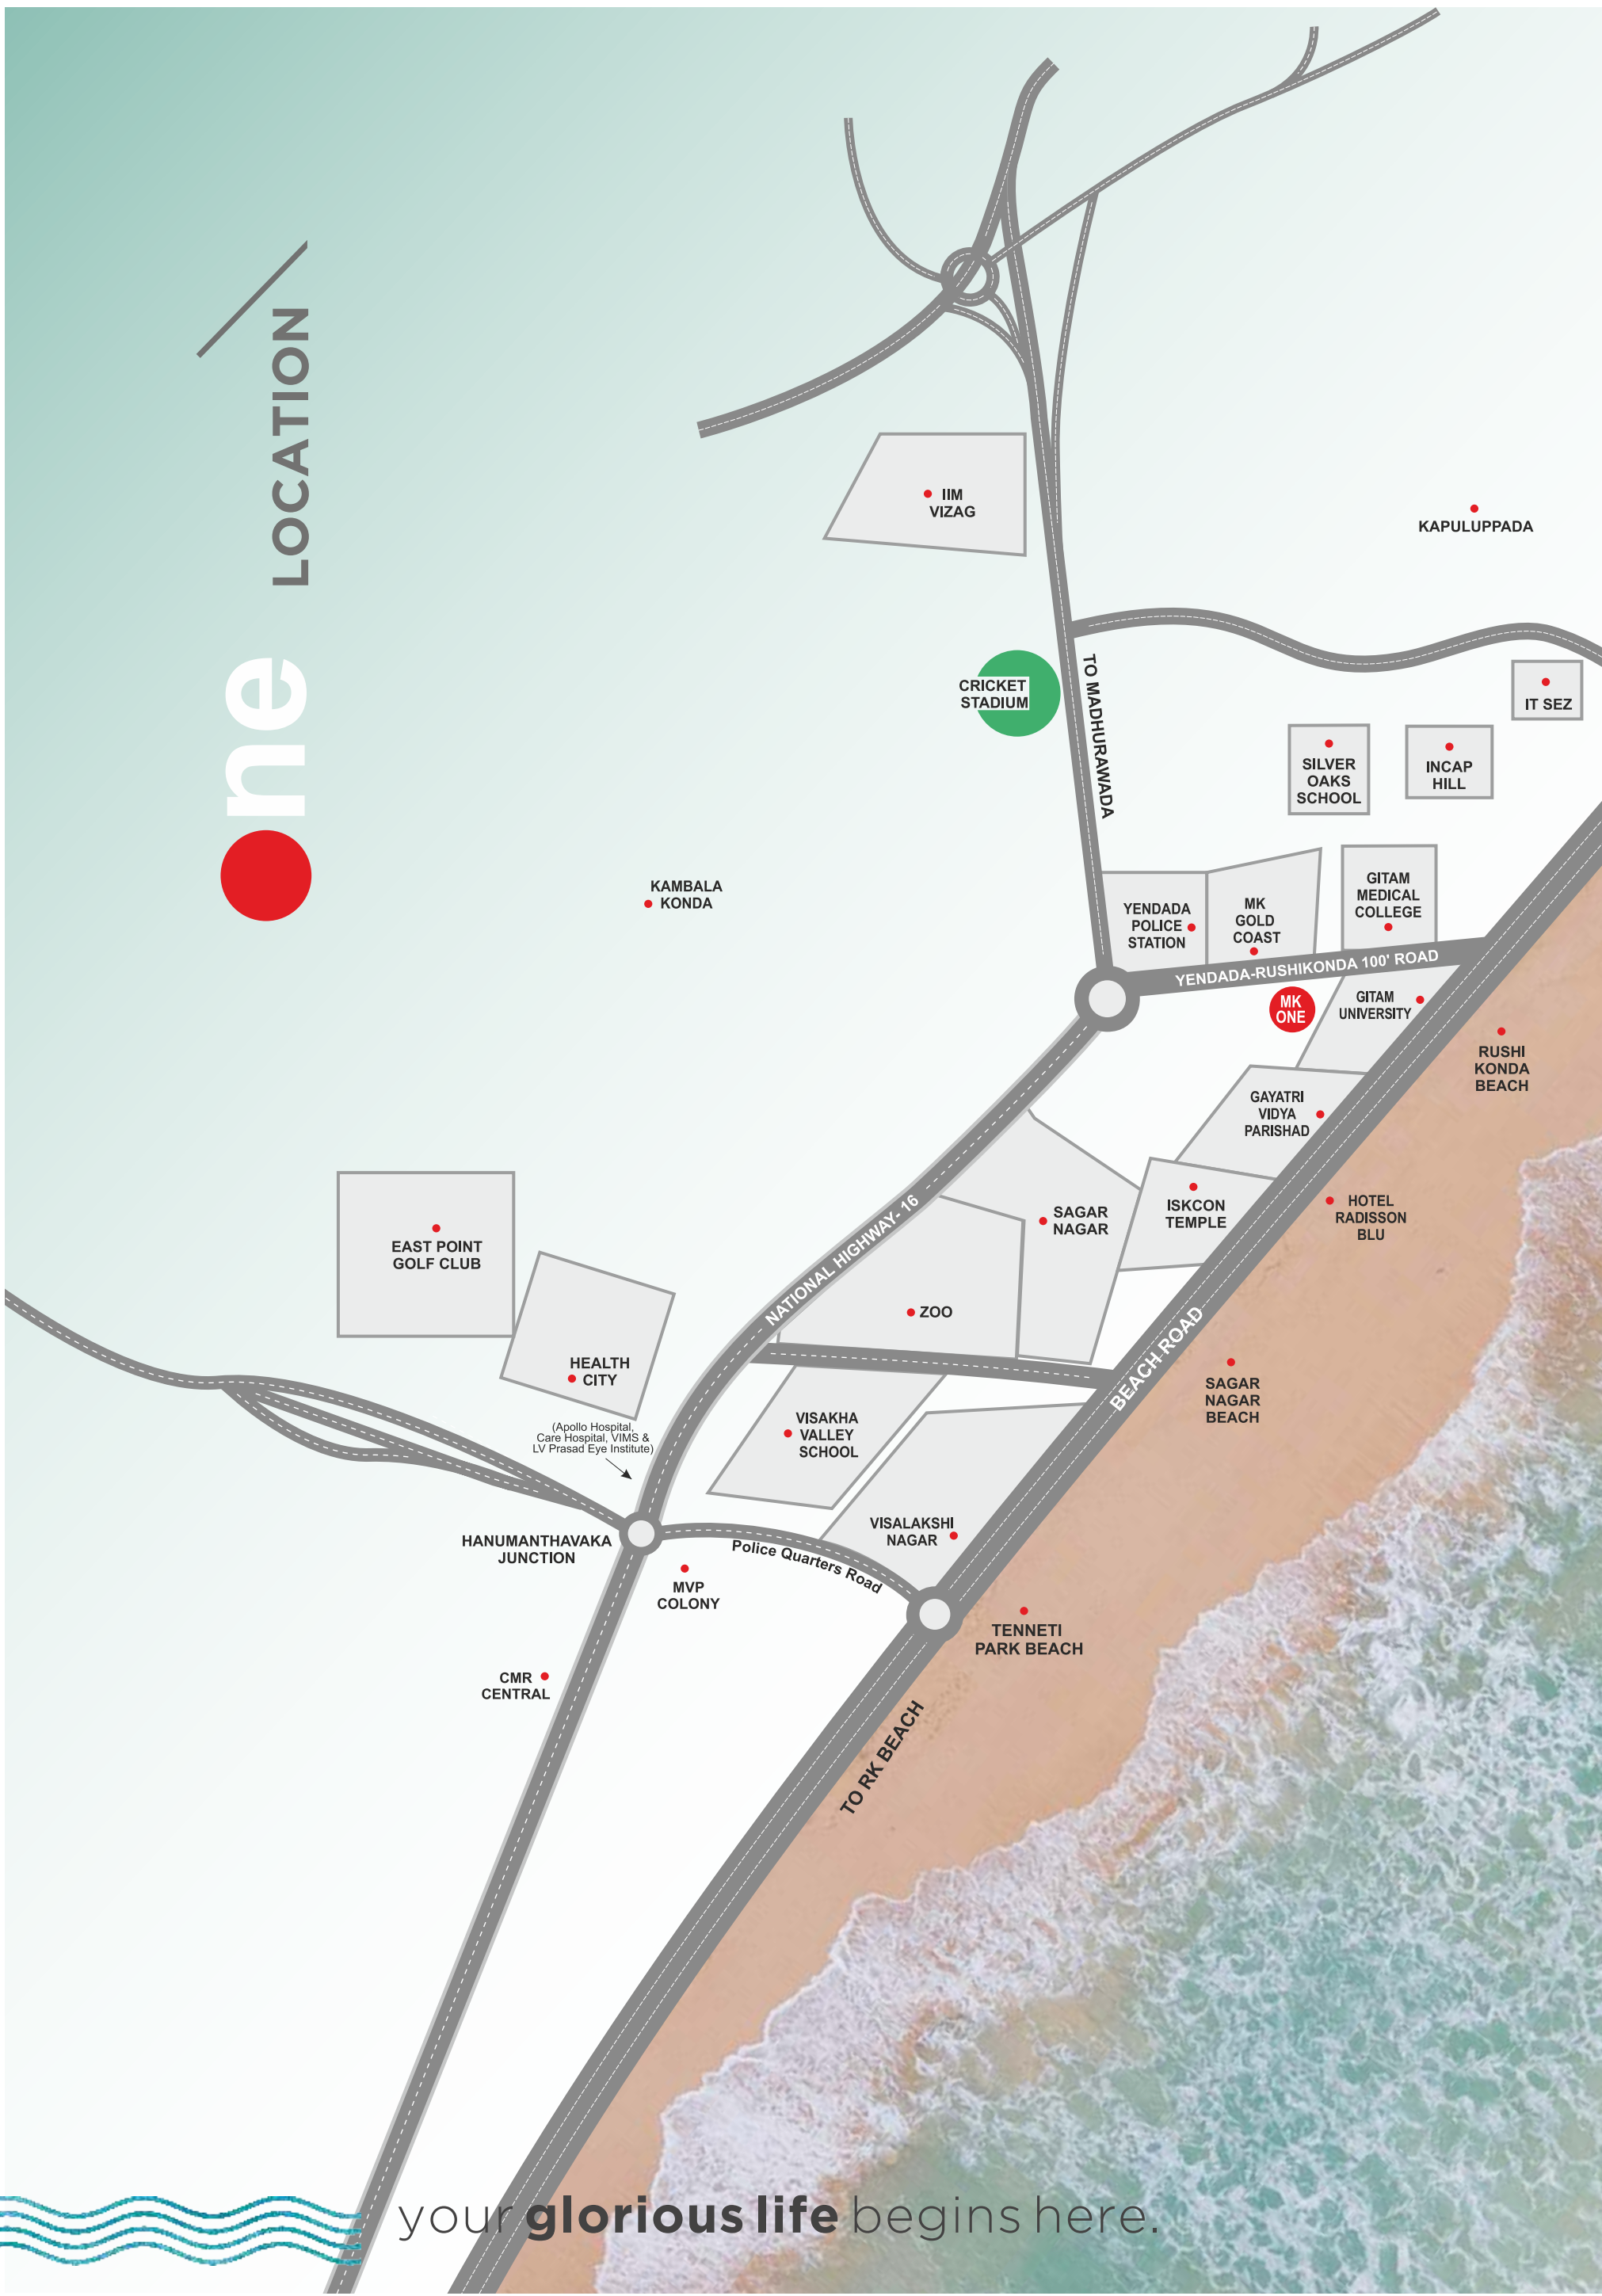 LOCATION
ne
IIM
VIZAG
KAPULUPPADA
CRICKET
STADIUM
TO MADHURAWADA
IT SEZ
SILVER
OAKS
SCHOOL
INCAP
HILL
KAMBALA
KONDA
YENDADA
POLICE
STATION
MK
GOLD
COAST
GITAM
MEDICAL
COLLEGE
YENDADA-RUSHIKONDA 100' ROAD
MK
ONE
GITAM
UNIVERSITY
RUSHI
KONDA
BEACH
GAYATRI
VIDYA
PARISHAD
EAST POINT
GOLF CLUB
NATIONAL HIGHWAY- 16
SAGAR
NAGAR
ISKCON
TEMPLE
HOTEL
RADISSON
BLU
ZOO
HEALTH
CITY
BEACH ROAD
SAGAR
NAGAR
BEACH
(Apollo Hospital,
Care Hospital, VIMS &
LV Prasad Eye Institute)
VISAKHA
VALLEY
SCHOOL
HANUMANTHAVAKA
JUNCTION
VISALAKSHI
NAGAR
Police Quarters Road
MVP
COLONY
TENNETI
PARK BEACH
CMR
CENTRAL
TO RK BEACH
your glorious life begins here.